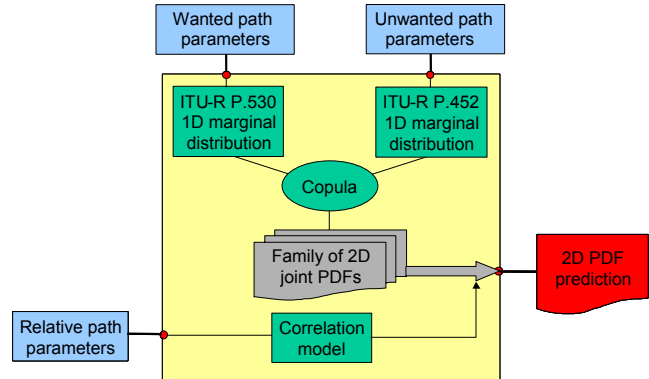 Wanted path
parameters
Unwanted path
parameters
ITU-R P.530
1D marginal
distribution
ITU-R P.452
1D marginal
distribution
Copula
Family of 2D
joint PDFs
2D PDF
prediction
Relative path
parameters
Correlation
model